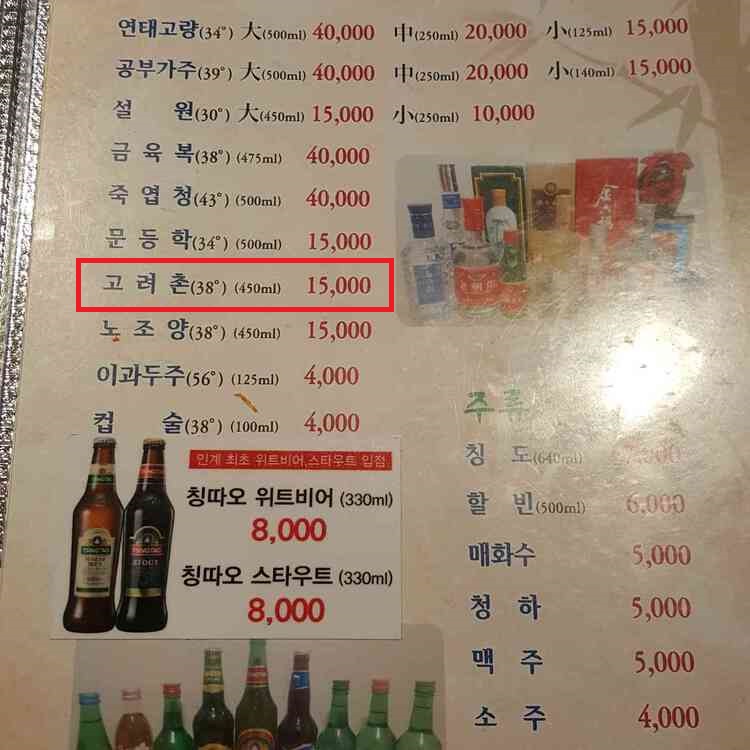 연태고량(34°) 大(500ml) 40,000 中(250ml) 20,000 小(125ml) 15,000
공부가주(39°) 大(500ml) 40,000 中(250ml) 20,000 小(140ml) 15,000
설 원(30°) 大(450ml) 15,000 小(250ml) 10,000
금육복(38°) (475ml) 40,000
죽엽청(43°) (500ml) 40,000
문등학(34°) (500ml) 15,000
고려촌(38°) (450ml) 15,000
노조양(38°) (450ml) 15,000
이과두주(56°) (125ml) 4,000
컵 술(38°) (100ml) 4,000
인계 최초 위트비어,스타우트 입점
칭따오 위트비어 (330ml)
8,000
칭따오 스타우트 (330ml)
8,000
TSINGTAO
TSINGTAO
STOUT
주류
칭 도(640ml)
할 빈(500ml) 6,000
매화수 5,000
청 하 5,000
맥 주 5,000
소 주 4,000